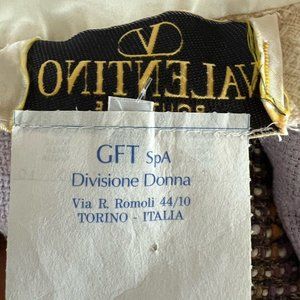 VALENTINO
GFT SpA
Divisione Donna
Via R. Romoli 44/10
TORINO - ITALIA